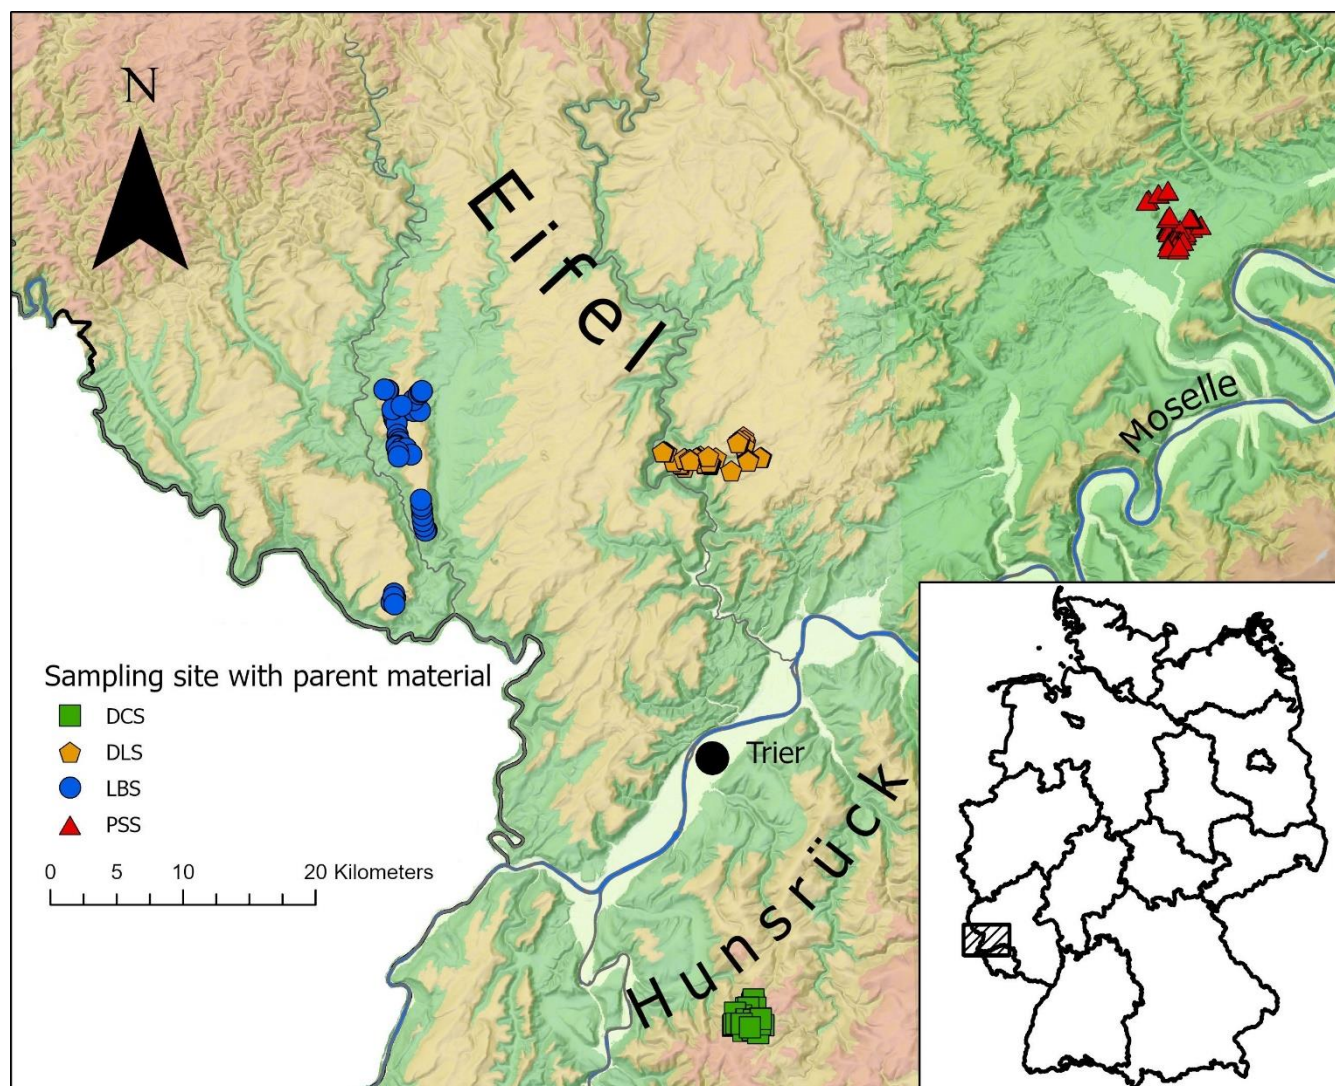 N
Eifel
Moselle
Sampling site with parent material
DCS
DLS
LBS
PSS
0 5 10 20 Kilometers
Trier
Hunsrück